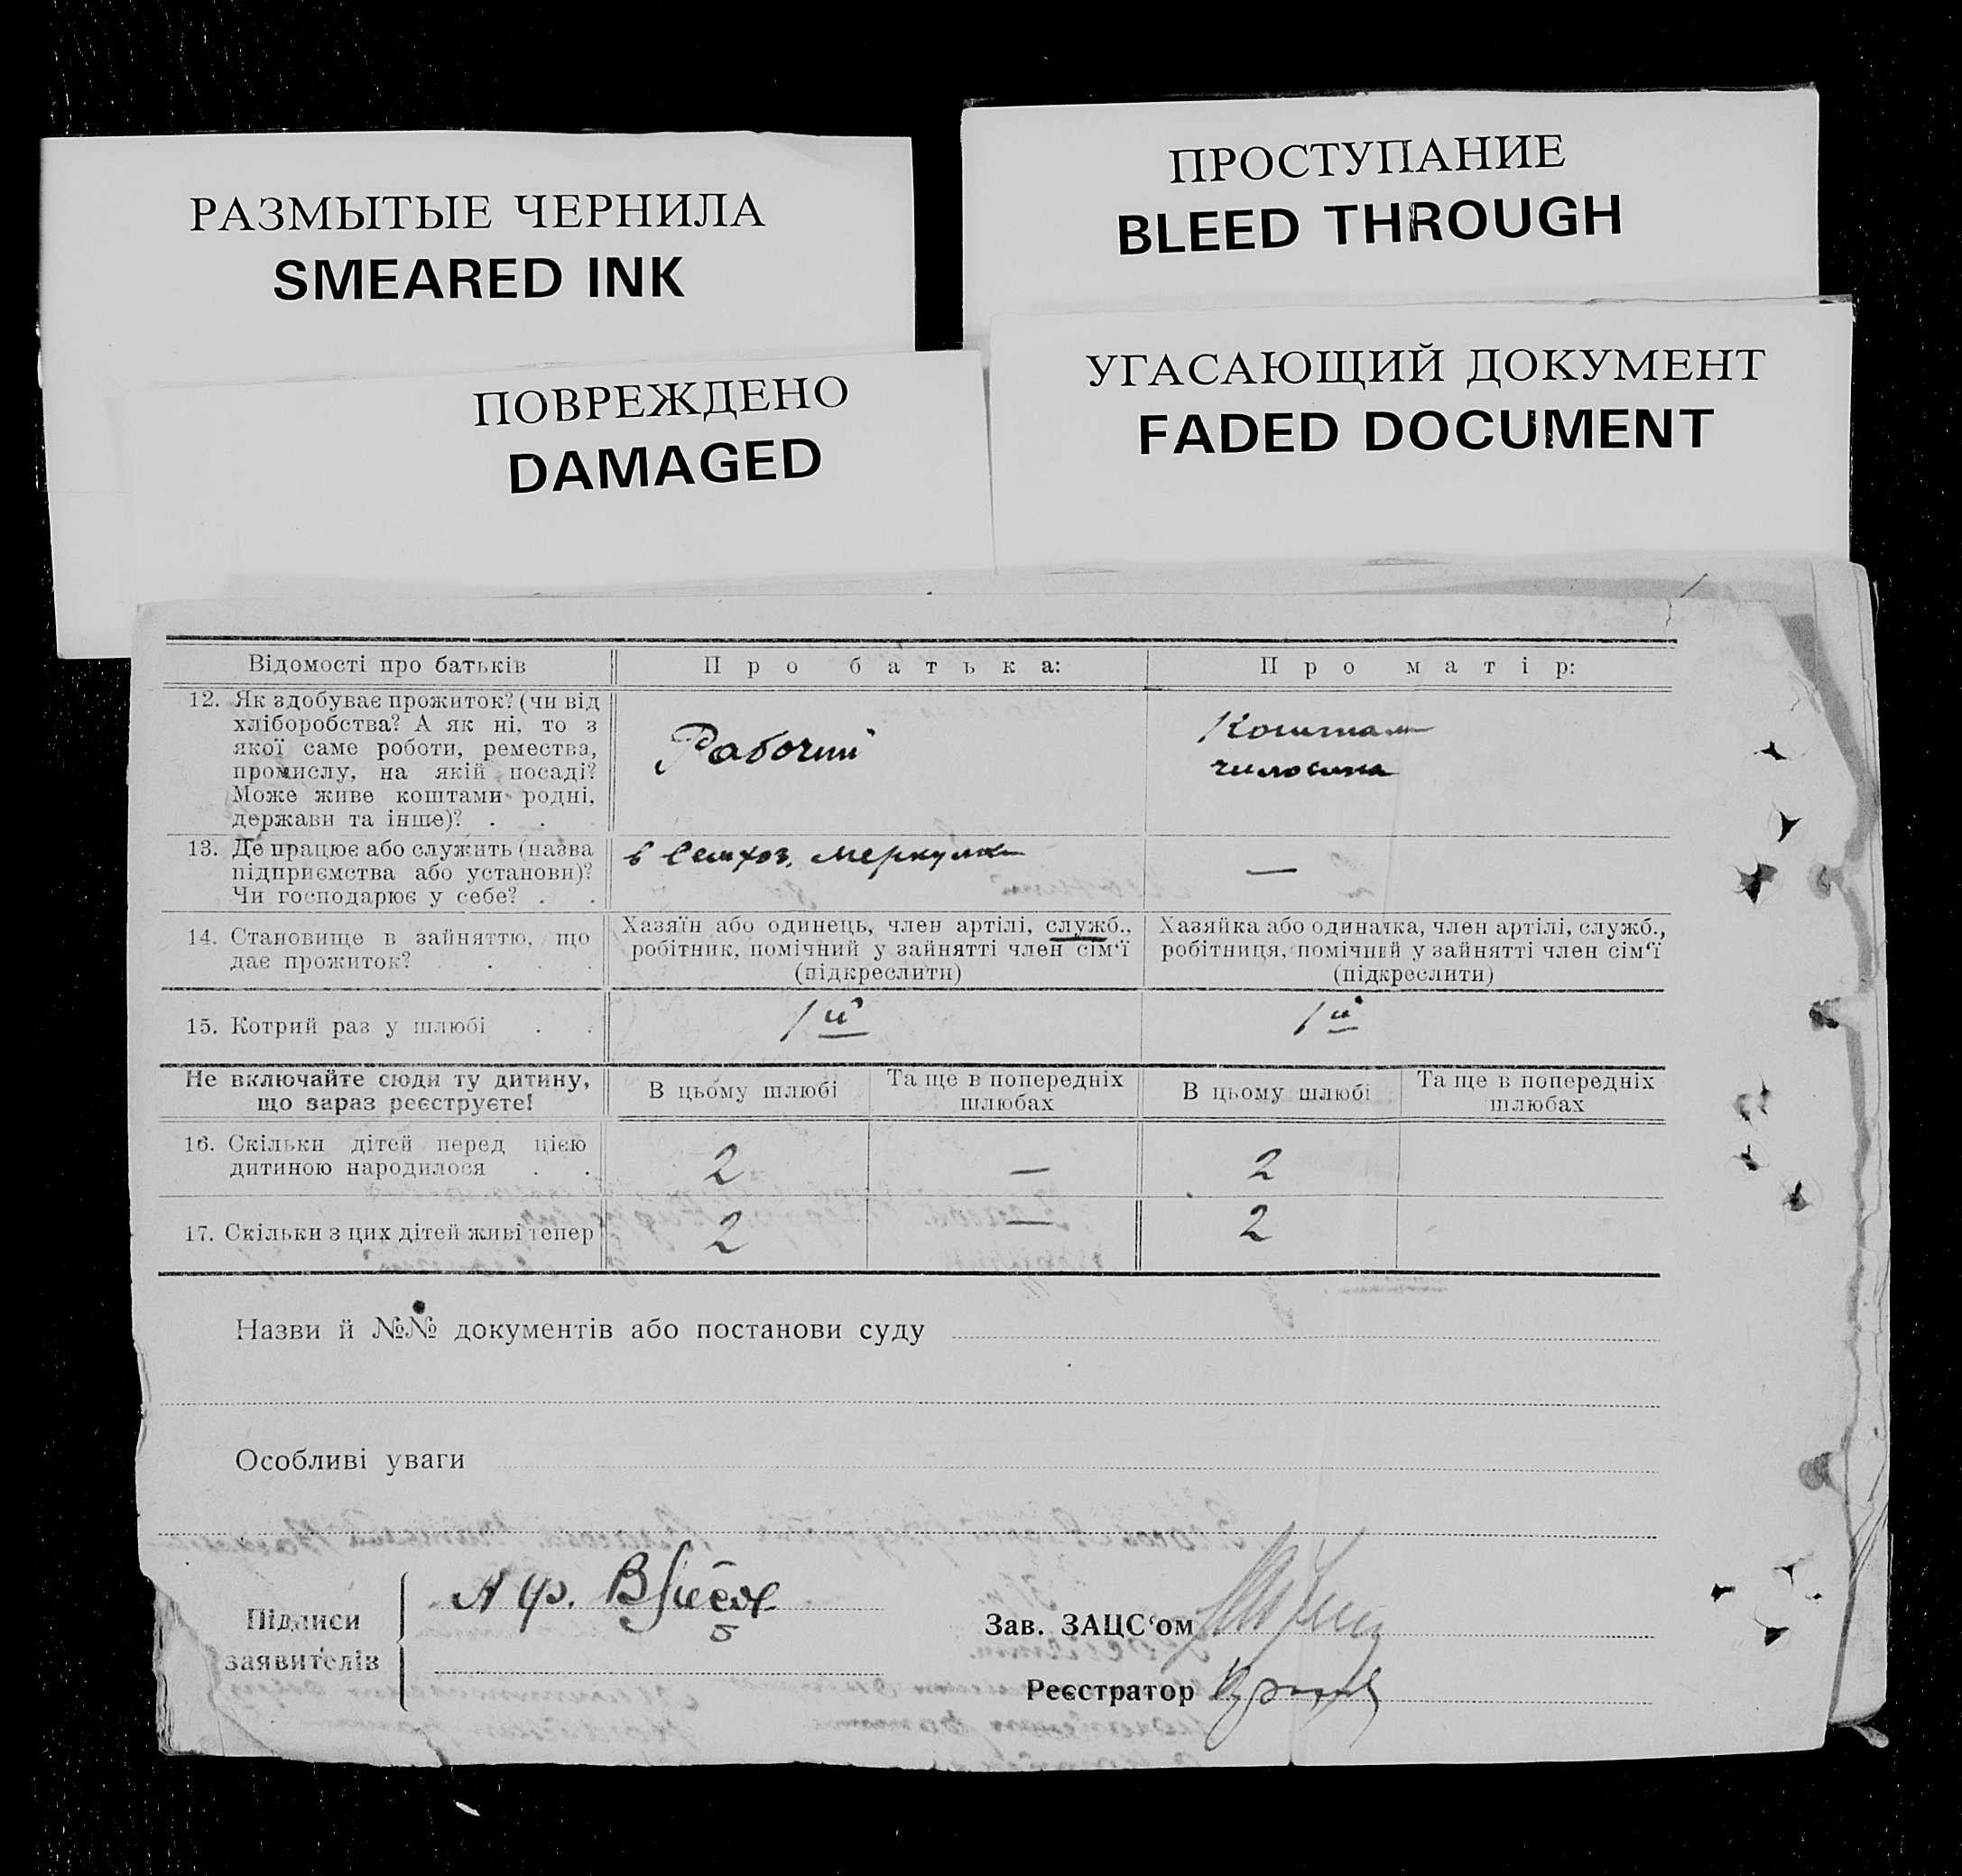 РАЗМЫТЫЕ ЧЕРНИЛА
SMEARED INK
ПРОСТУПАНИЕ
BLEED THROUGH
ПОВРЕЖДЕНО
DAMAGED
УГАСАЮЩИЙ ДОКУМЕНТ
FADED DOCUMENT
Відомості про батьків
Про батька:
Про матір:
12. Як здобуває прожиток? (чи від
хліборобства? А як ні, то з
якої саме роботи, ремества,
промислу, на якій посаді?
Може живе коштами родні,
держави та інше)? . .
Рабочий
Коштами
13. Де працює або служить (назва
підприємства або установи)?
Чи господарює у себе? . .
в
—
14. Становище в зайняттю, що
дає прожиток? . . .
Хазяїн або одинець, член артілі, служб.,
робітник, помічний у зайнятті член сім‘ї
(підкреслити)
Хазяйка або одиначка, член артілі, служб.,
робітниця, помічний у зайнятті член сім‘ї
(підкреслити)
15. Котрий раз у шлюбі . .
1й
1й
Не включайте сюди ту дитину,
що зараз реєструєте!
В цьому шлюбі
Та ще в попередніх
шлюбах
В цьому шлюбі
Та ще в попередніх
шлюбах
16. Скільки дітей перед цією
дитиною народилося . .
2
—
2
17. Скільки з цих дітей живі тепер
2
—
2
Назви й №№ документів або постанови суду
Особливі уваги
Підписи
заявителів
Зав. ЗАЦС‘ом
Реєстратор